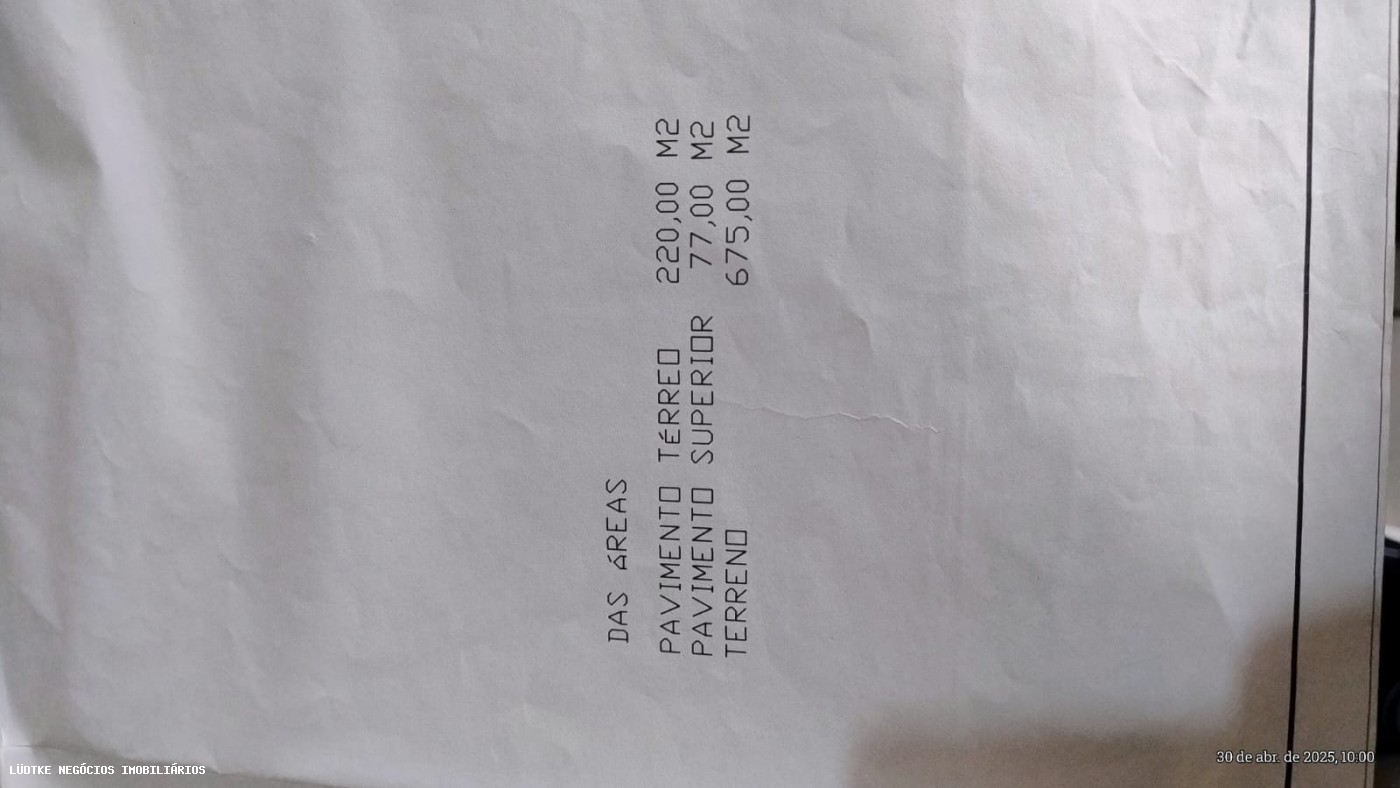 DAS ÁREAS
PAVIMENTO TÉRREO 220,00 M2
PAVIMENTO SUPERIOR 77,00 M2
TERRENO 675,00 M2
LÜDTKE NEGÓCIOS IMOBILIÁRIOS
30 de abr. de 2025, 10:00